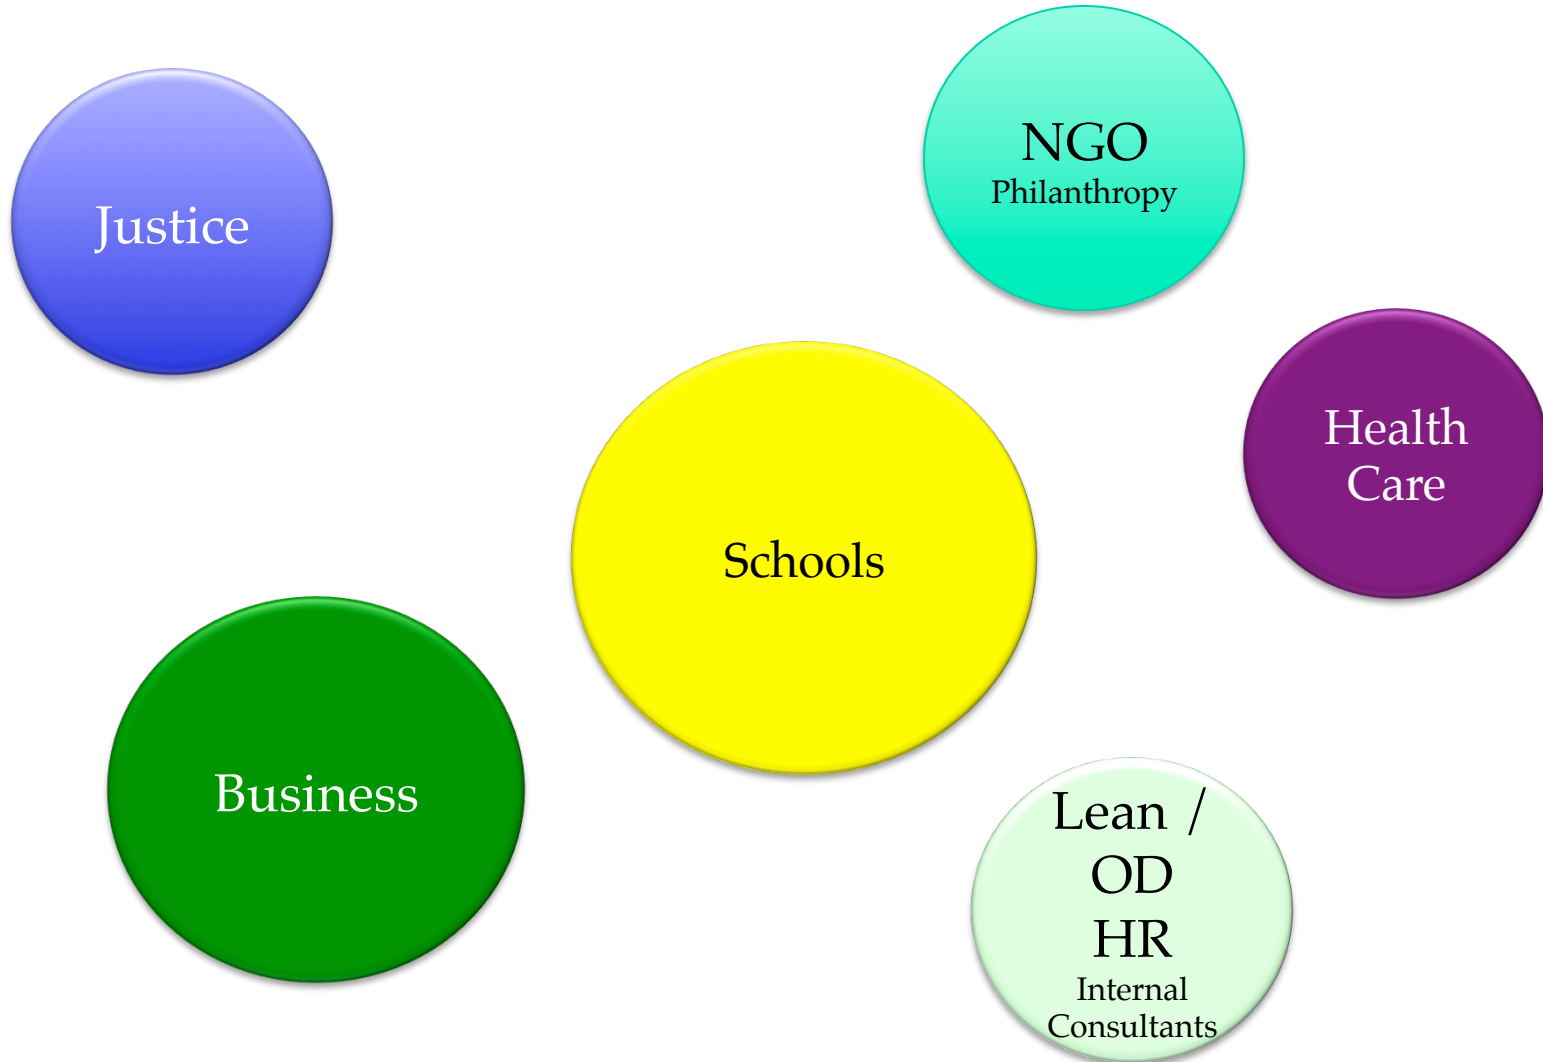 NGO
Philanthropy
Justice
Health
Care
Schools
Business
Lean /
OD
HR
Internal
Consultants